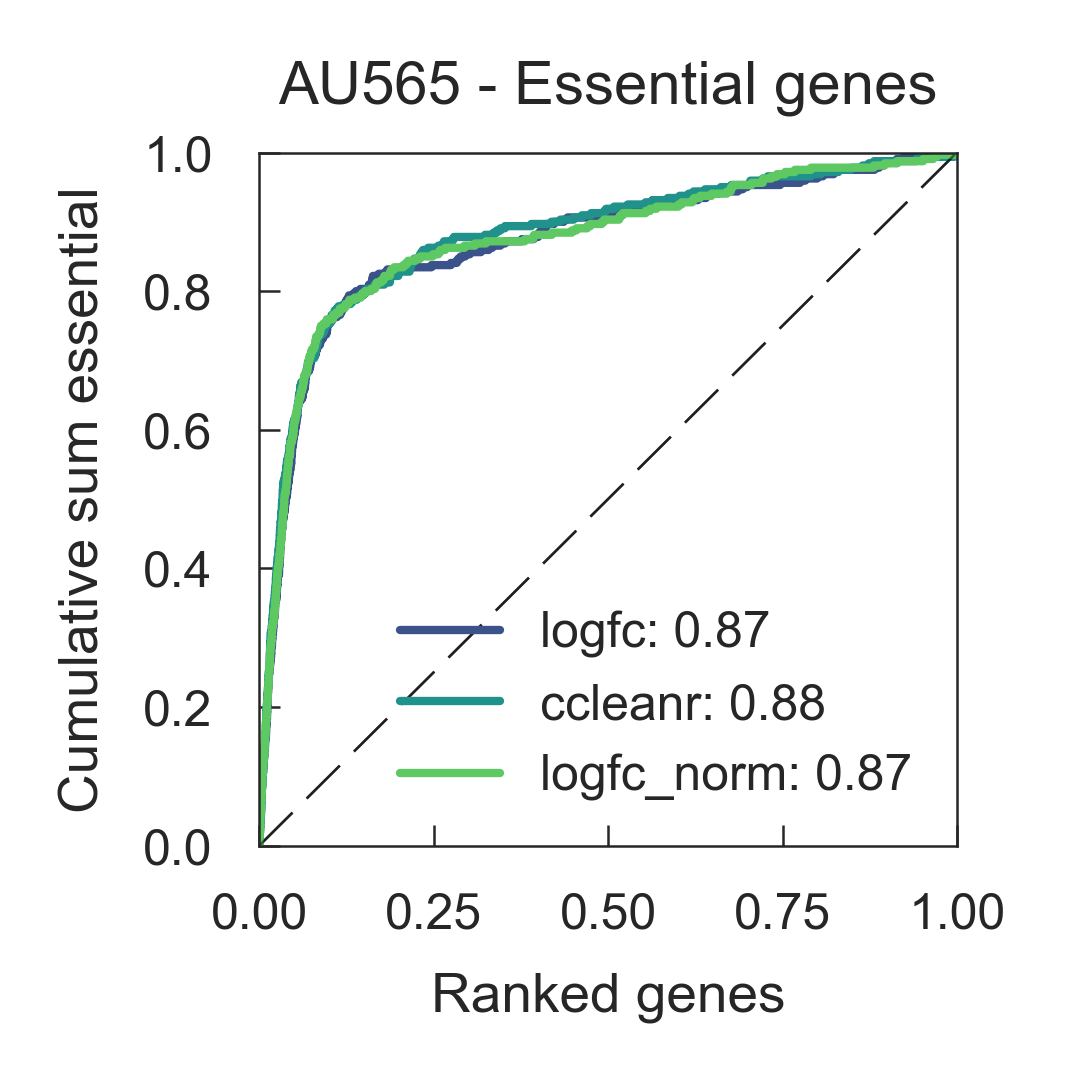 AU565 - Essential genes
Cumulative sum essential
1.0
0.8
0.6
0.4
0.2
0.0
logfc: 0.87
ccleanr: 0.88
logfc_norm: 0.87
0.00 0.25 0.50 0.75 1.00
Ranked genes